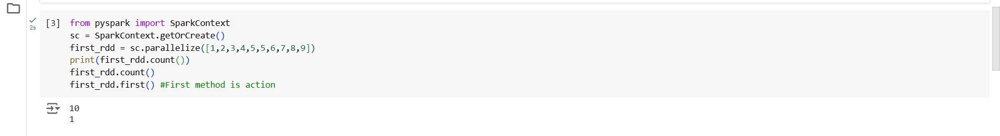 [3] from pyspark import SparkContext
sc = SparkContext.getOrCreate()
first_rdd = sc.parallelize([1,2,3,4,5,5,6,7,8,9])
print(first_rdd.count())
first_rdd.count()
first_rdd.first() #First method is action
2s
10
1